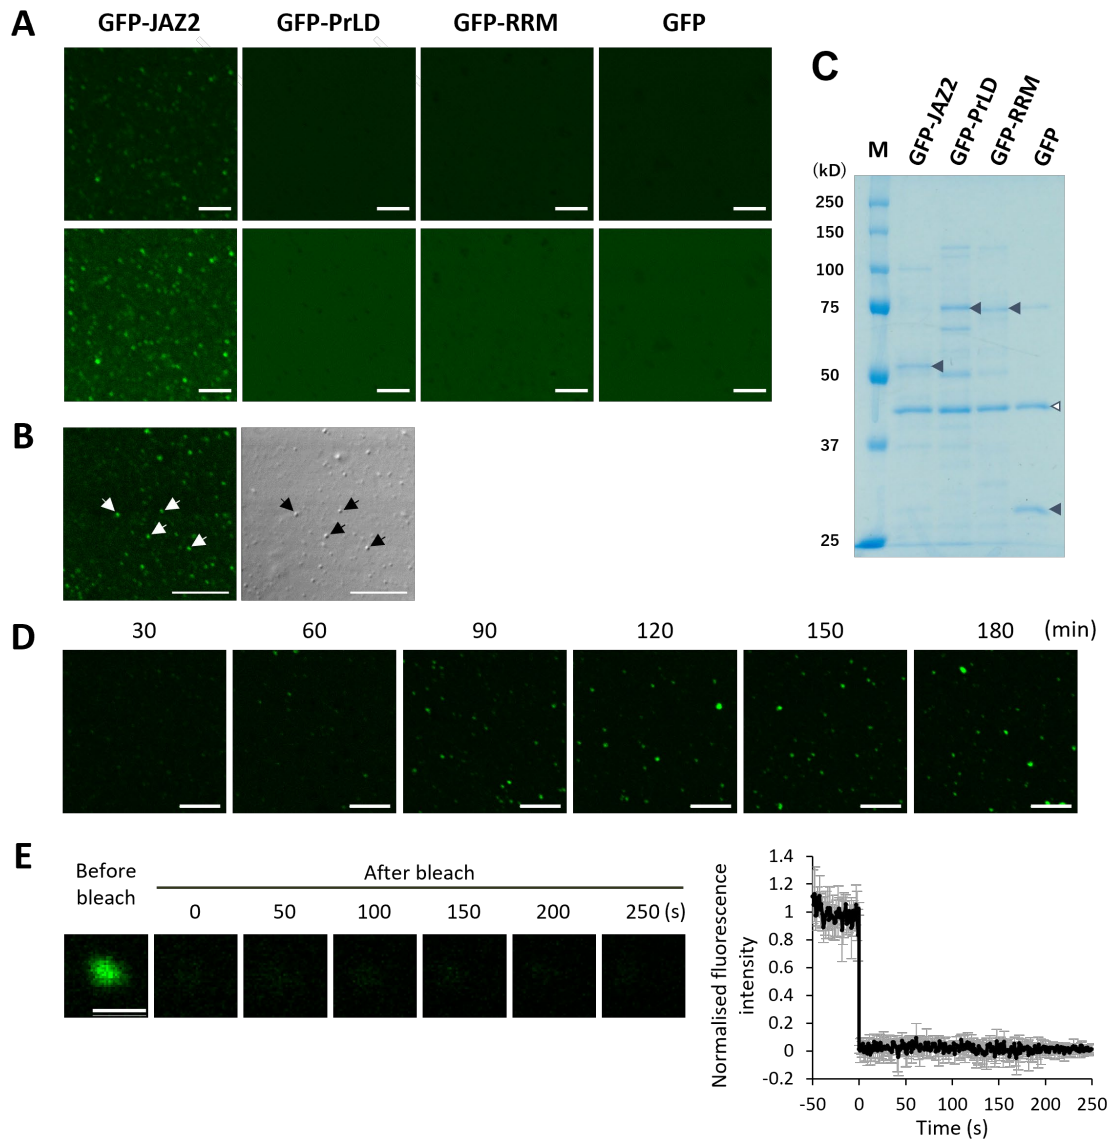 A
GFP-JAZ2 GFP-PrLD GFP-RRM GFP
B
C
M GFP-JAZ2 GFP-PrLD GFP-RRM GFP
(kD)
250
150
100
75
50
37
25
D
30 60 90 120 150 180 (min)
E
Before
bleach
After bleach
0 50 100 150 200 250 (s)
Normalised fluorescence
intensity
1.4
1.2
1
0.8
0.6
0.4
0.2
0
-0.2
-50 0 50 100 150 200 250
Time (s)